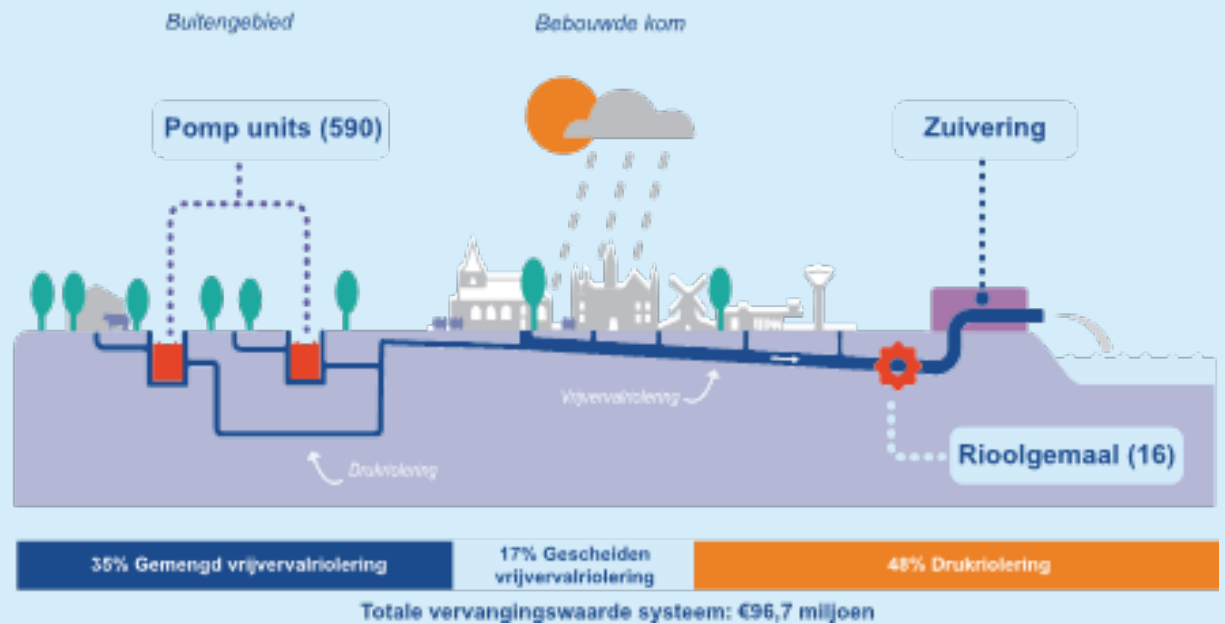 Buitengebied
Bebouwde kom
Pomp units (590)
Zuivering
Vrijvervalriolering
Drukriolering
Rioolgemaal (16)
35% Gemengd vrijvervalriolering
17% Gescheiden
vrijvervalriolering
48% Drukriolering
Totale vervangingswaarde systeem: €96,7 miljoen